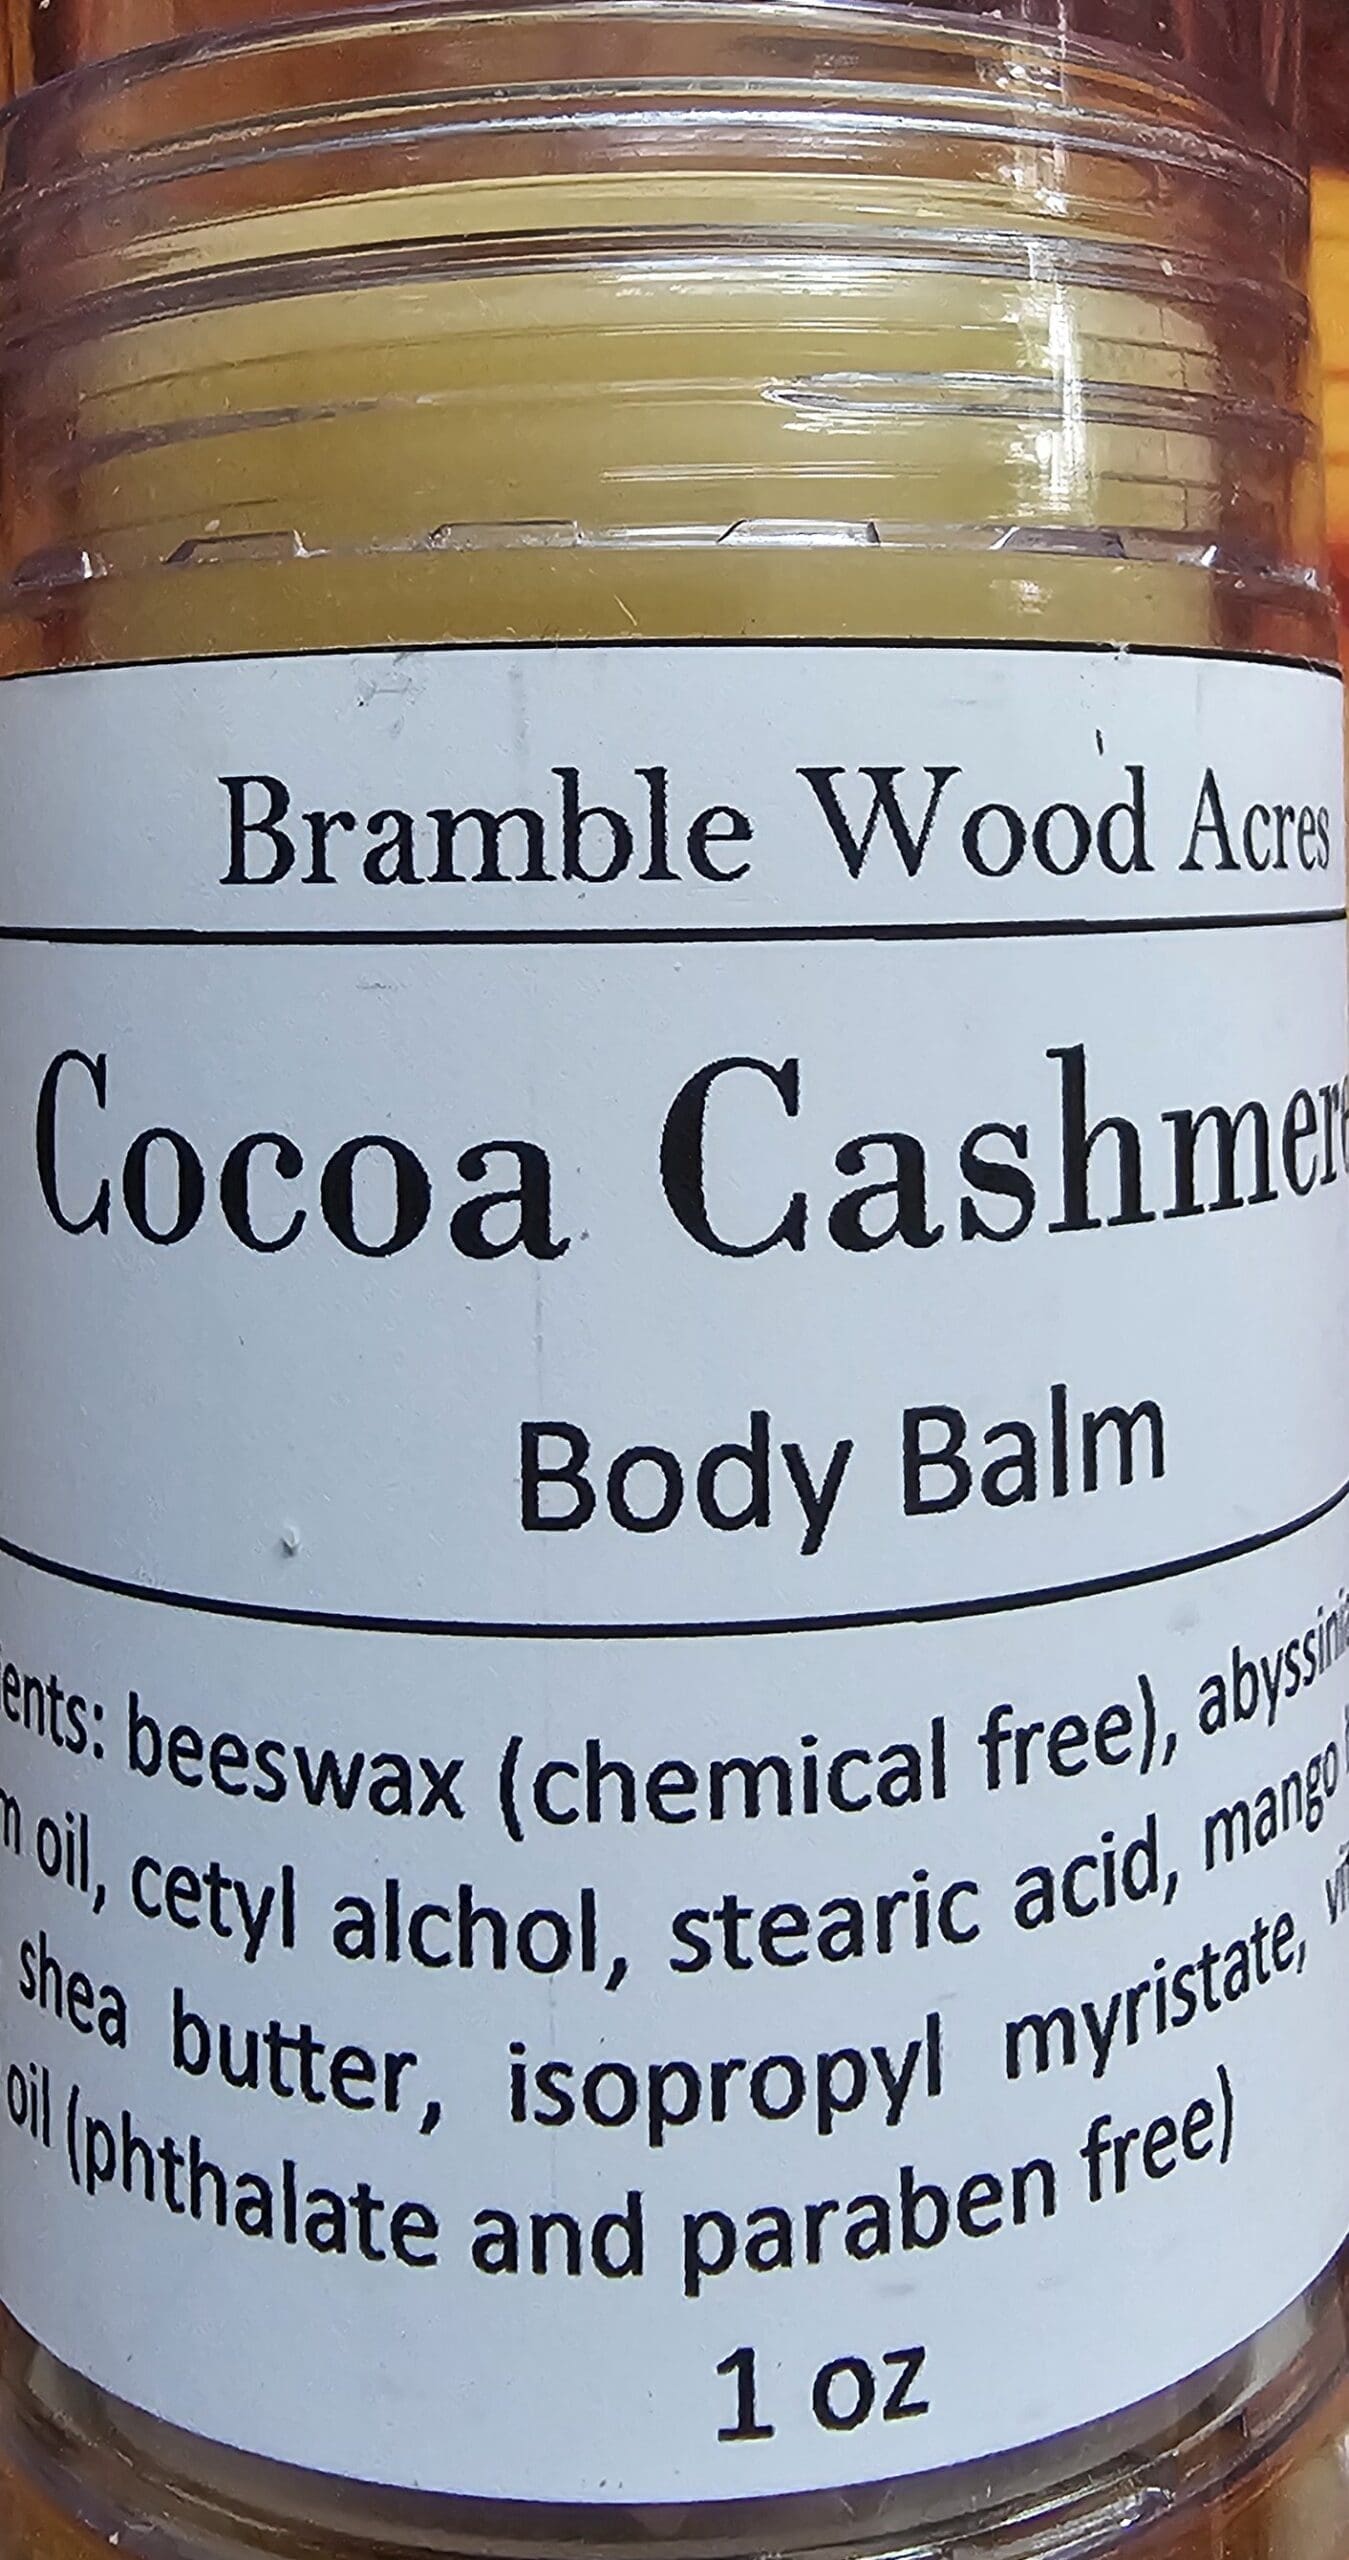 Bramble Wood Acres
Cocoa Cashmere
Body Balm
ents: beeswax (chemical free), abyssini
m oil, cetyl alchol, stearic acid, mango
shea butter, isopropyl myristate, vi
oil (phthalate and paraben free)
1 oz